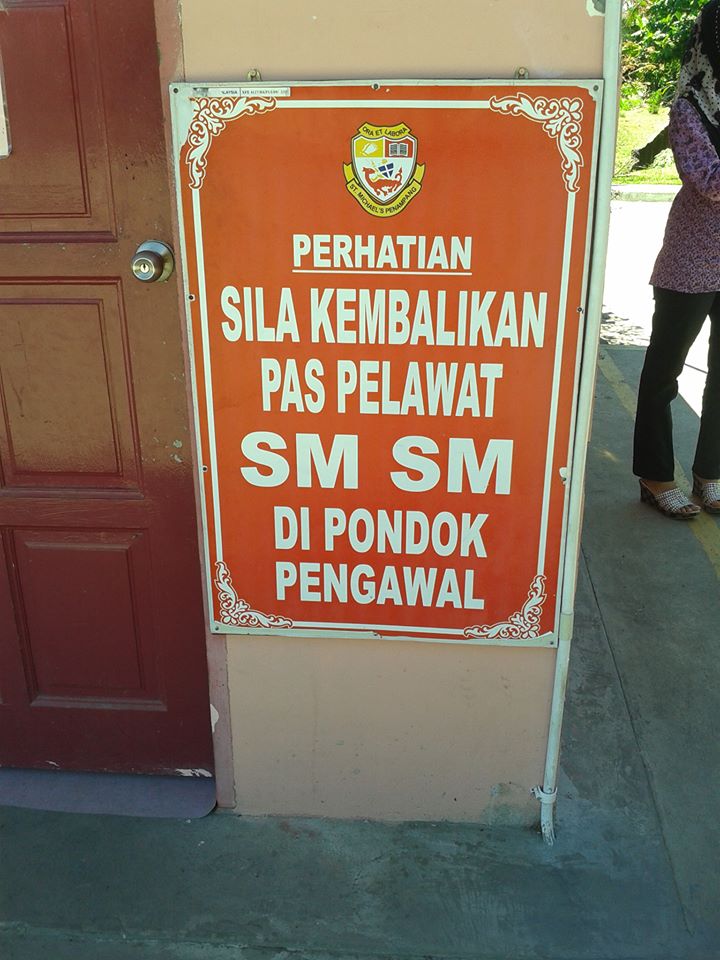 ORA ET LABORA
ST. MICHAEL'S PENAMPANG
PERHATIAN
SILA KEMBALIKAN
PAS PELAWAT
SM SM
DI PONDOK
PENGAWAL